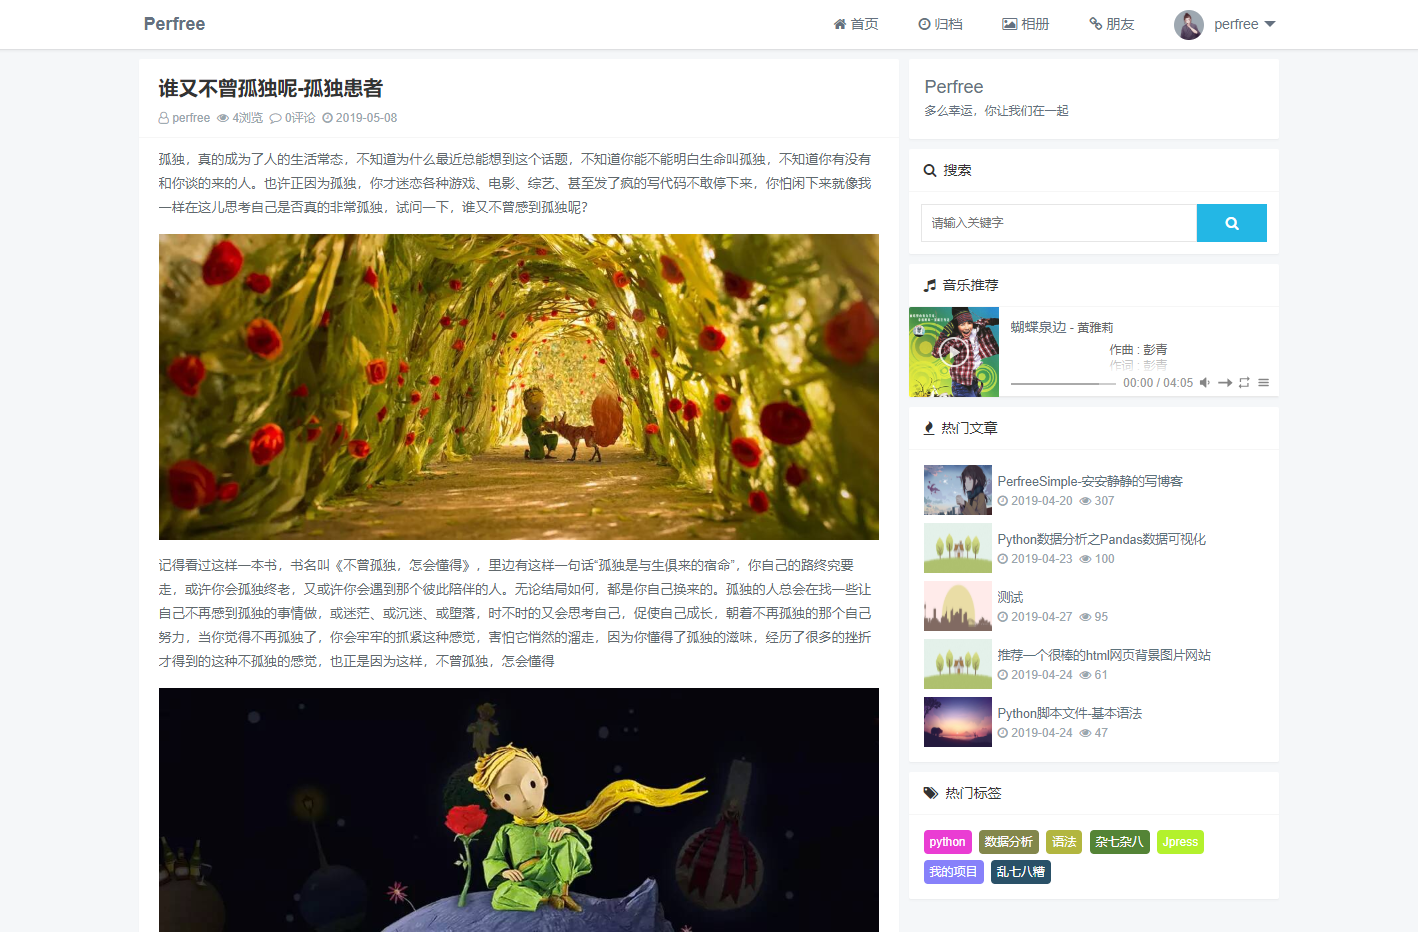 Perfree
首页
归档
相册
朋友
perfree
谁又不曾孤独呢-孤独患者
perfree 4浏览 0评论 2019-05-08
孤独，真的成为了人的生活常态，不知道为什么最近总能想到这个话题，不知道你能不能明白生命叫孤独，不知道你有没有
和你谈的来的人。也许正因为孤独，你才迷恋各种游戏、电影、综艺、甚至发了疯的写代码不敢停下来，你怕闲下来就像我
一样在这儿思考自己是否真的非常孤独，试问一下，谁又不曾感到孤独呢？
记得看过这样一本书，书名叫《不曾孤独，怎会懂得》，里边有这样一句话“孤独是与生俱来的宿命”，你自己的路终究要
走，或许你会孤独终老，又或许你会遇到那个彼此陪伴的人。无论结局如何，都是你自己换来的。孤独的人总会在找一些让
自己不再感到孤独的事情做，或迷茫、或沉迷、或堕落，时不时的又会思考自己，促使自己成长，朝着不再孤独的那个自己
努力，当你觉得不再孤独了，你会牢牢的抓紧这种感觉，害怕它悄然的溜走，因为你懂得了孤独的滋味，经历了很多的挫折
才得到的这种不孤独的感觉，也正是因为这样，不曾孤独，怎会懂得
Perfree
多么幸运，你让我们在一起
搜索
请输入关键字
音乐推荐
蝴蝶泉边 - 黄雅莉
作曲 : 彭青
作词 : 彭青
00:00 / 04:05
热门文章
PerfreeSimple-安安静静的写博客
2019-04-20 307
Python数据分析之Pandas数据可视化
2019-04-23 100
测试
2019-04-27 95
推荐一个很棒的html网页背景图片网站
2019-04-24 61
Python脚本文件-基本语法
2019-04-24 47
热门标签
python 数据分析 语法 杂七杂八 Jpress
我的项目 乱七八糟